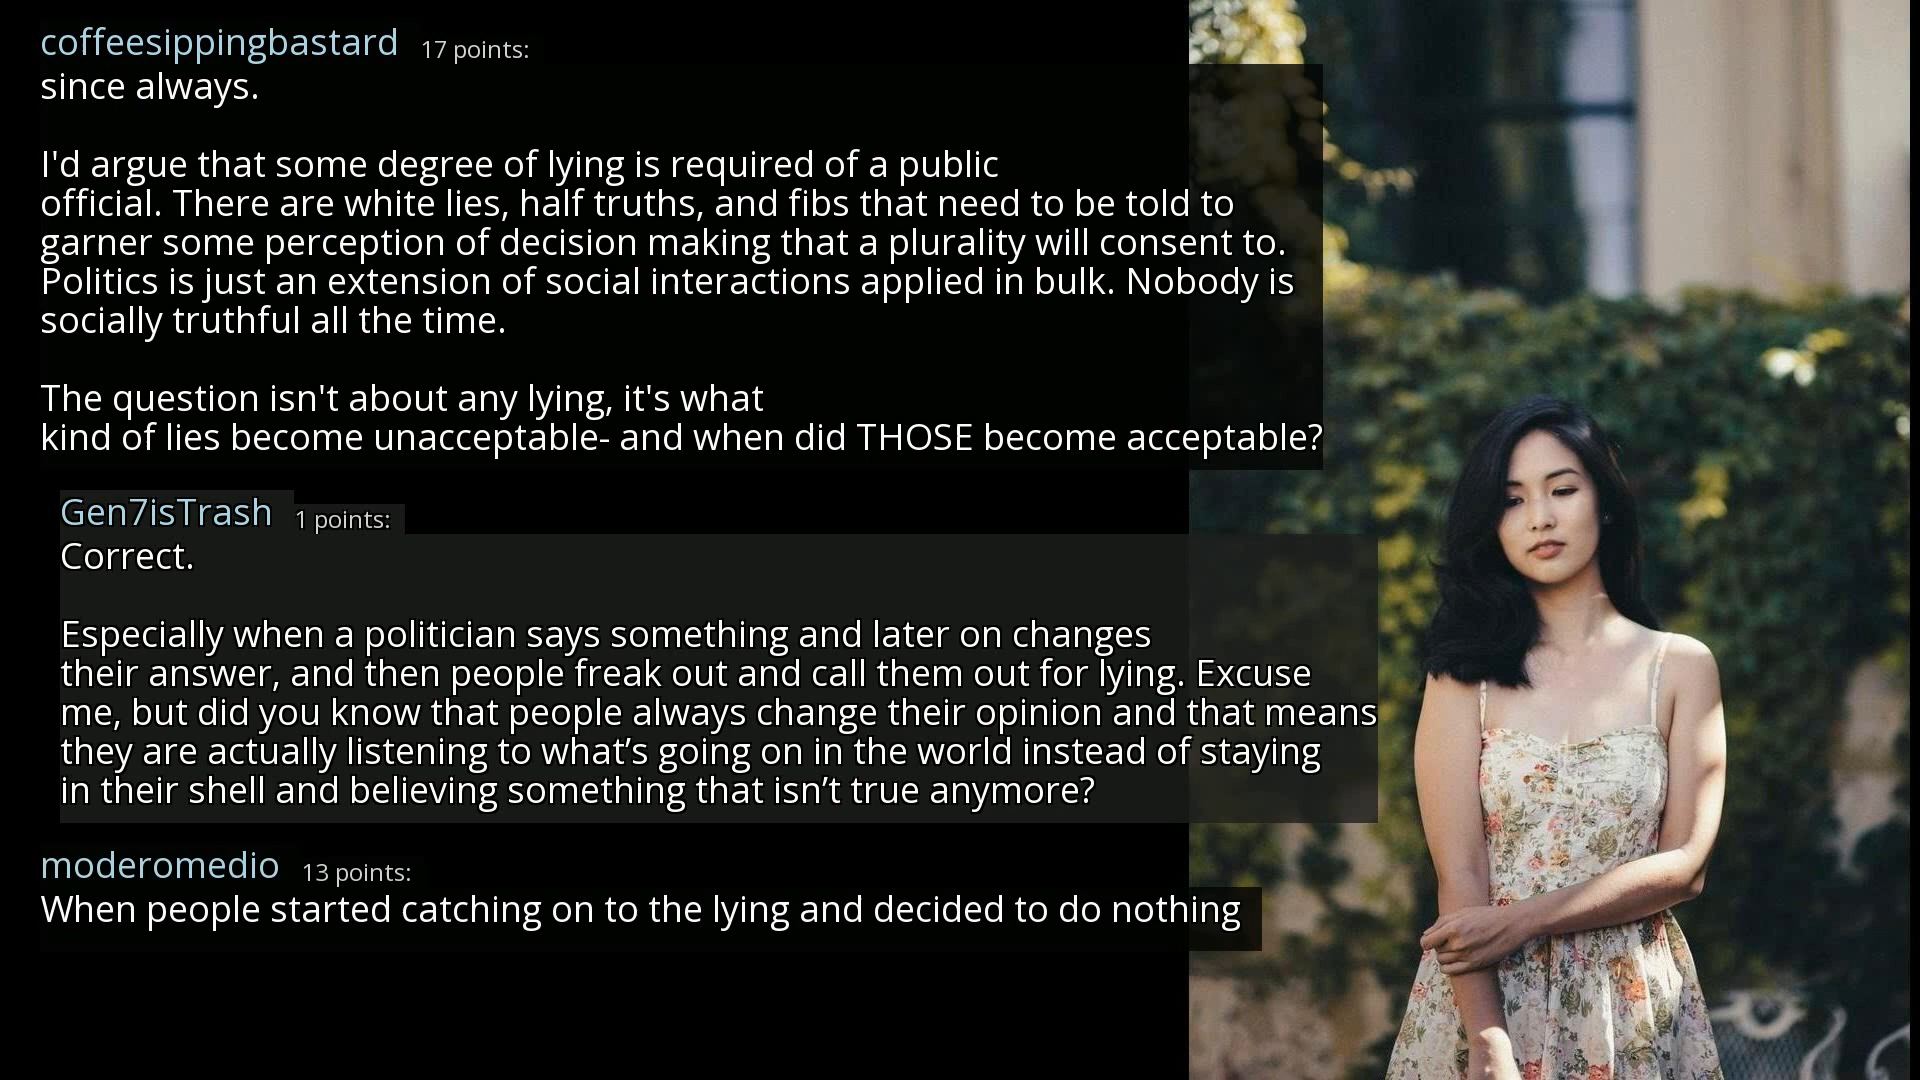 coffeesippingbastard 17 points:
since always.
I'd argue that some degree of lying is required of a public
official. There are white lies, half truths, and fibs that need to be told to
garner some perception of decision making that a plurality will consent to.
Politics is just an extension of social interactions applied in bulk. Nobody is
socially truthful all the time.
The question isn't about any lying, it's what
kind of lies become unacceptable- and when did THOSE become acceptable?
Gen7isTrash 1 points:
Correct.
Especially when a politician says something and later on changes
their answer, and then people freak out and call them out for lying. Excuse
me, but did you know that people always change their opinion and that means
they are actually listening to what’s going on in the world instead of staying
in their shell and believing something that isn’t true anymore?
moderomedio 13 points:
When people started catching on to the lying and decided to do nothing